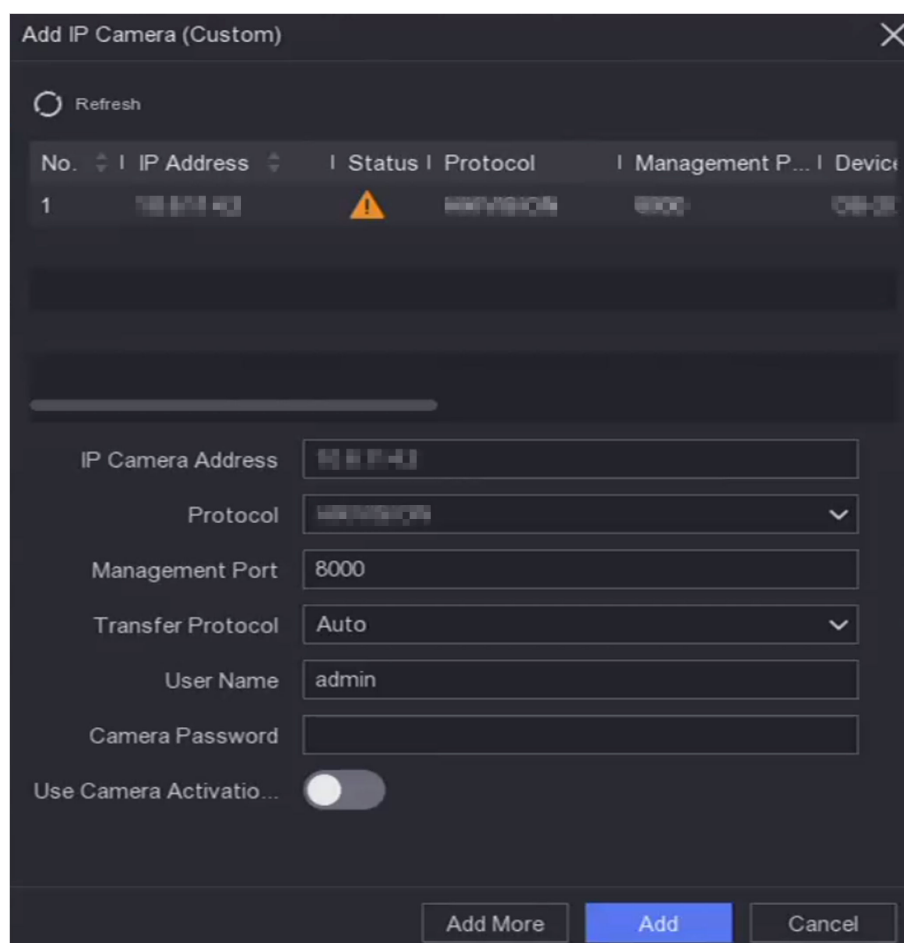 Add IP Camera (Custom)
Refresh
No. IP Address Status Protocol Management P... Device
1
IP Camera Address
Protocol
Management Port 8000
Transfer Protocol Auto
User Name admin
Camera Password
Use Camera Activatio...
Add More Add Cancel